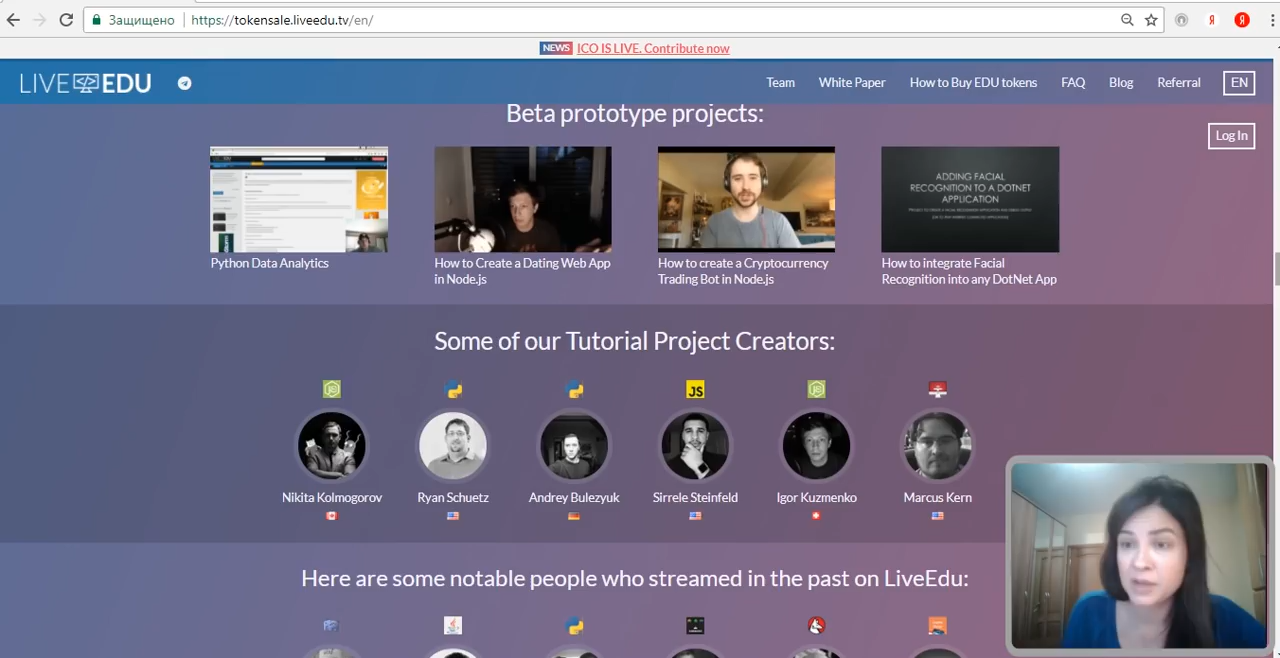 Защищено
https://tokensale.liveedu.tv/en/
Я
Я
NEWS ICO IS LIVE. Contribute now
LIVE EDU
Team
White Paper
How to Buy EDU tokens
FAQ
Blog
Referral
EN
Log In
Beta prototype projects:
ADDING FACIAL
RECOGNITION TO A DOTNET
APPLICATION
Python Data Analytics
How to Create a Dating Web App
in Node.js
How to create a Cryptocurrency
Trading Bot in Node.js
How to integrate Facial
Recognition into any DotNet App
Some of our Tutorial Project Creators:
JS
Nikita Kolmogorov
Ryan Schuetz
Andrey Bulezyuk
Sirrele Steinfeld
Igor Kuzmenko
Marcus Kern
Here are some notable people who streamed in the past on LiveEdu: